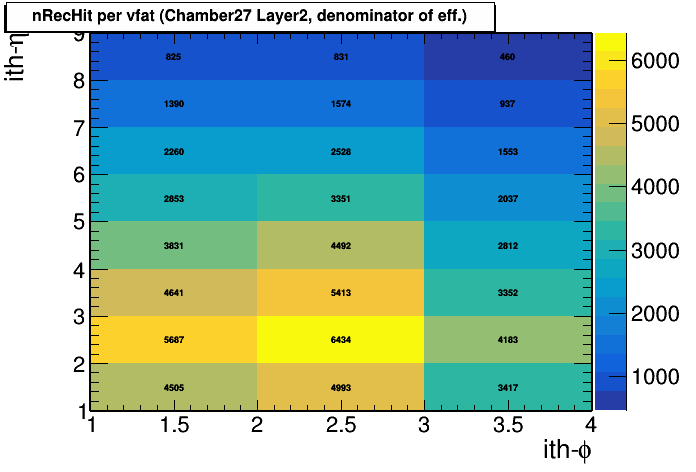 nRecHit per vfat (Chamber27 Layer2, denominator of eff.)
ith-η
9
8
7
6
5
4
3
2
1
825 831 460
1390 1574 937
2260 2528 1553
2853 3351 2037
3831 4492 2812
4641 5413 3352
5687 6434 4183
4505 4993 3417
1 1.5 2 2.5 3 3.5 4
ith-ϕ
6000
5000
4000
3000
2000
1000